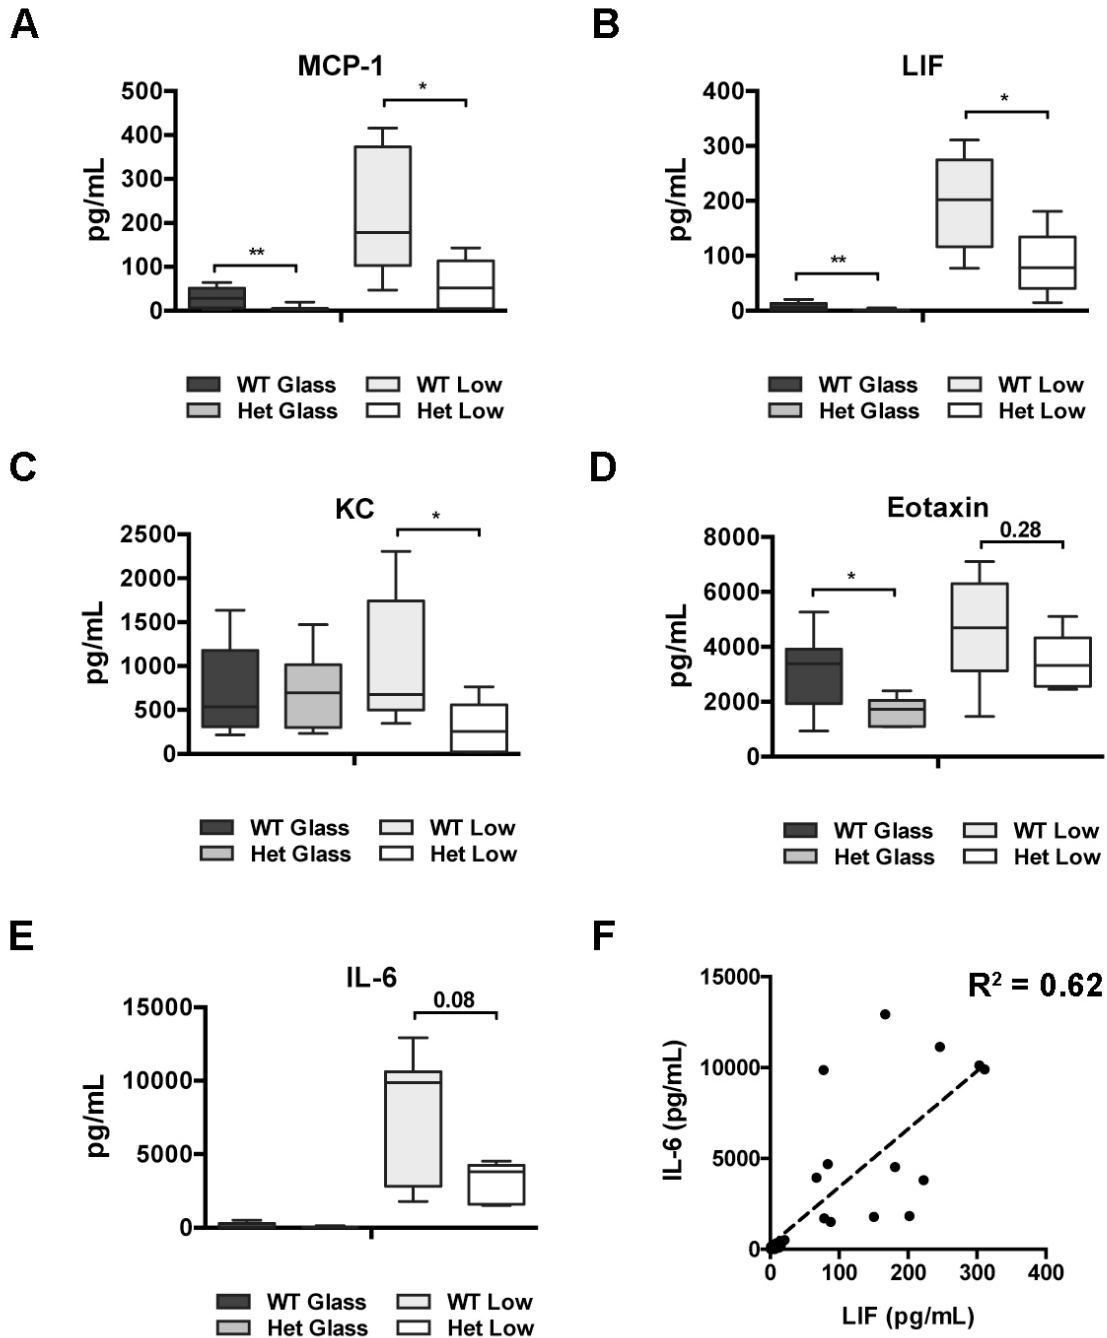 A
B
MCP-1
LIF
500
400
300
200
100
0
pg/mL
**
*
400
300
200
100
0
pg/mL
**
*
WT Glass WT Low
Het Glass Het Low
WT Glass WT Low
Het Glass Het Low
C
D
KC
Eotaxin
2500
2000
1500
1000
500
0
pg/mL
*
8000
6000
4000
2000
0
pg/mL
*
0.28
WT Glass WT Low
Het Glass Het Low
WT Glass WT Low
Het Glass Het Low
E
F
IL-6
15000
10000
5000
0
pg/mL
0.08
WT Glass WT Low
Het Glass Het Low
R² = 0.62
15000
10000
5000
0
IL-6 (pg/mL)
0 100 200 300 400
LIF (pg/mL)